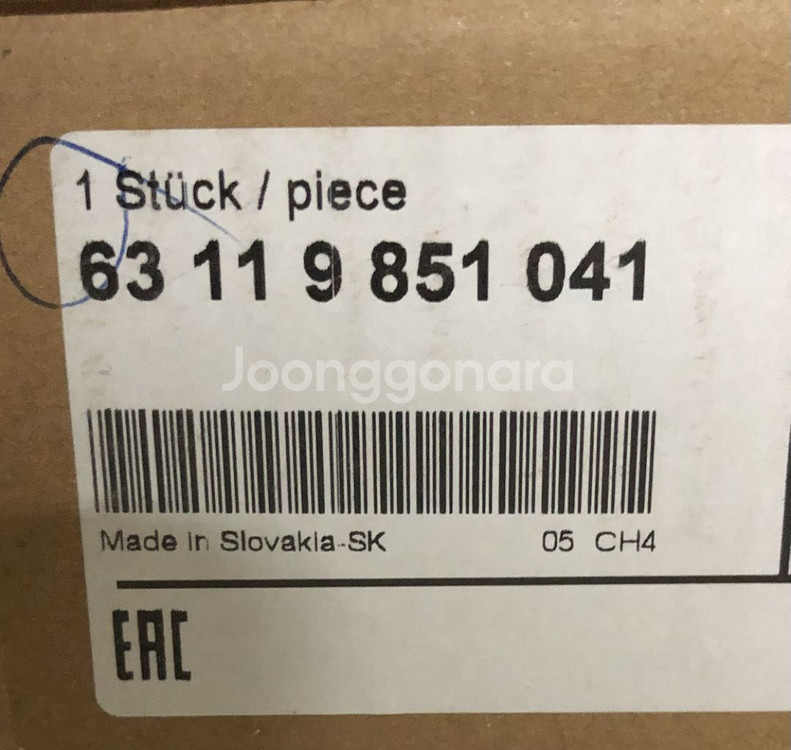 1 Stück / piece
63 11 9 851 041
Joonggonara
Made in Slovakia-SK 05 CH4
EAC